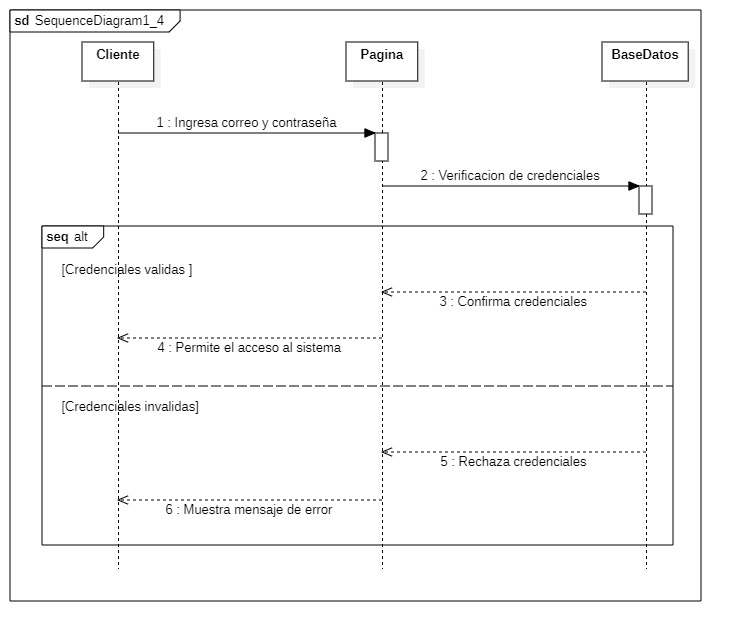 sd SequenceDiagram1_4
Cliente
Pagina
BaseDatos
1 : Ingresa correo y contraseña
2 : Verificacion de credenciales
seq alt
[Credenciales validas ]
3 : Confirma credenciales
4 : Permite el acceso al sistema
[Credenciales invalidas]
5 : Rechaza credenciales
6 : Muestra mensaje de error